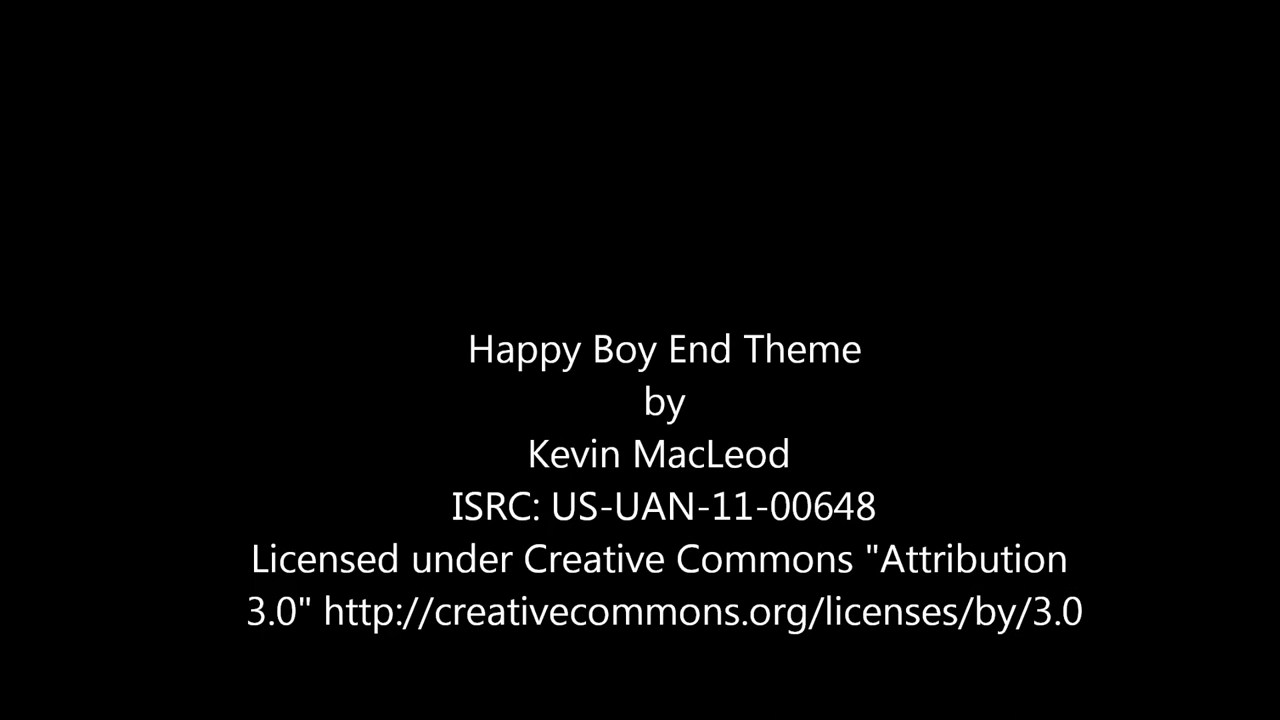 Happy Boy End Theme
by
Kevin MacLeod
ISRC: US-UAN-11-00648
Licensed under Creative Commons "Attribution
3.0" http://creativecommons.org/licenses/by/3.0